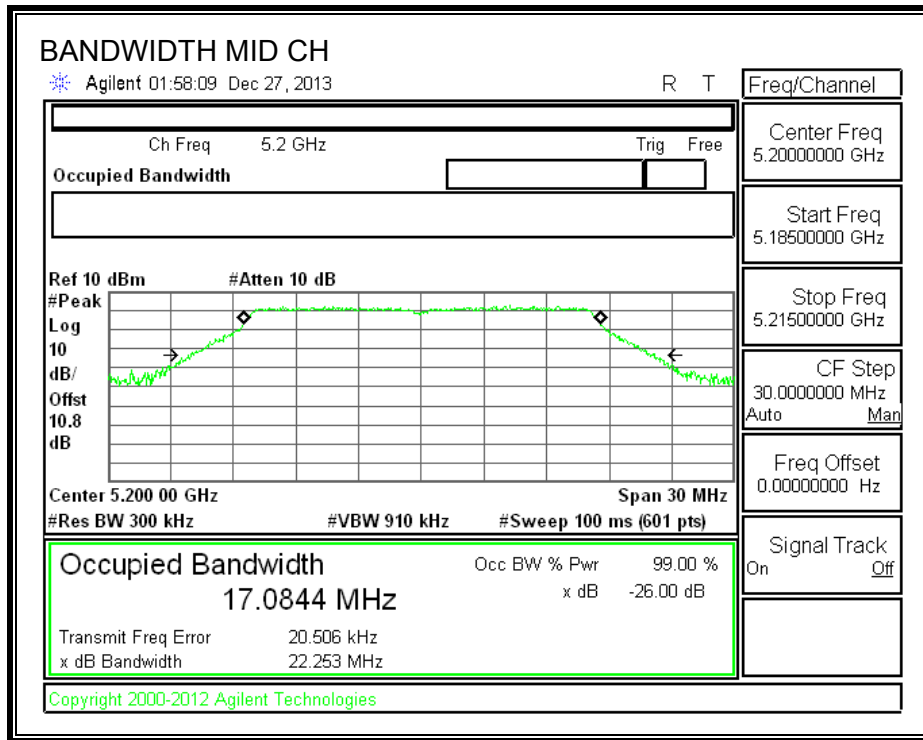 BANDWIDTH MID CH
Agilent 01:58:09 Dec 27, 2013 R T
Freq/Channel
Ch Freq 5.2 GHz Trig Free
Occupied Bandwidth
Center Freq
5.20000000 GHz
Start Freq
5.18500000 GHz
Stop Freq
5.21500000 GHz
CF Step
30.0000000 MHz
Auto Man
Freq Offset
0.00000000 Hz
Signal Track
On Off
Ref 10 dBm #Atten 10 dB
#Peak
Log
10
dB/
Offst
10.8
dB
Center 5.200 00 GHz Span 30 MHz
#Res BW 300 kHz #VBW 910 kHz #Sweep 100 ms (601 pts)
Occupied Bandwidth Occ BW % Pwr 99.00 %
17.0844 MHz x dB -26.00 dB
Transmit Freq Error 20.506 kHz
x dB Bandwidth 22.253 MHz
Copyright 2000-2012 Agilent Technologies